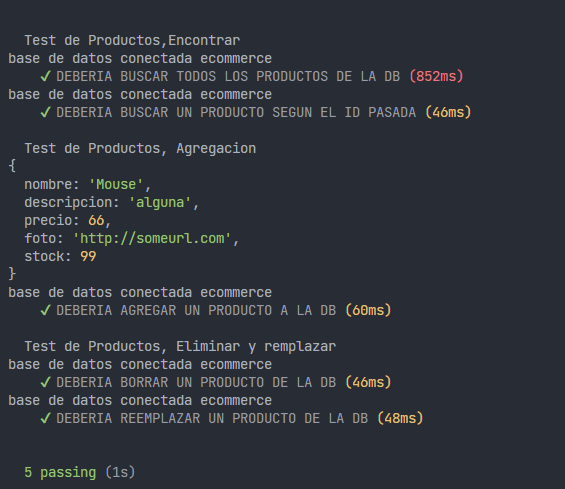 Test de Productos,Encontrar
base de datos conectada ecommerce
✓ DEBERIA BUSCAR TODOS LOS PRODUCTOS DE LA DB (852ms)
base de datos conectada ecommerce
✓ DEBERIA BUSCAR UN PRODUCTO SEGUN EL ID PASADA (46ms)
Test de Productos, Agregacion
{
nombre: 'Mouse',
descripcion: 'alguna',
precio: 66,
foto: 'http://someurl.com',
stock: 99
}
base de datos conectada ecommerce
✓ DEBERIA AGREGAR UN PRODUCTO A LA DB (60ms)
Test de Productos, Eliminar y remplazar
base de datos conectada ecommerce
✓ DEBERIA BORRAR UN PRODUCTO DE LA DB (46ms)
base de datos conectada ecommerce
✓ DEBERIA REEMPLAZAR UN PRODUCTO DE LA DB (48ms)
5 passing (1s)